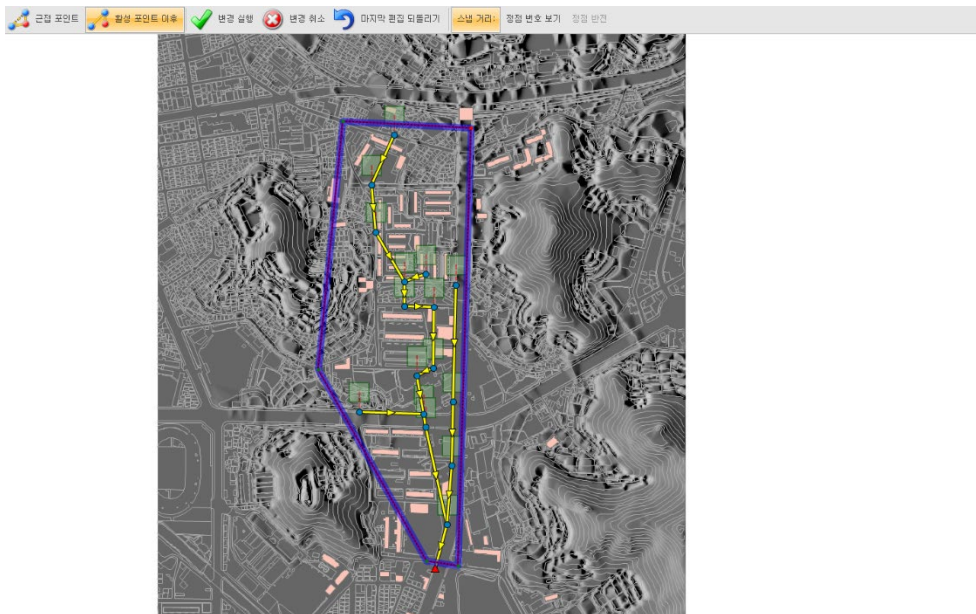 근접 포인트 활성 포인트 이후 변경 실행 변경 취소 마지막 편집 되돌리기 스냅 거리: 정점 번호 보기 정점 반전